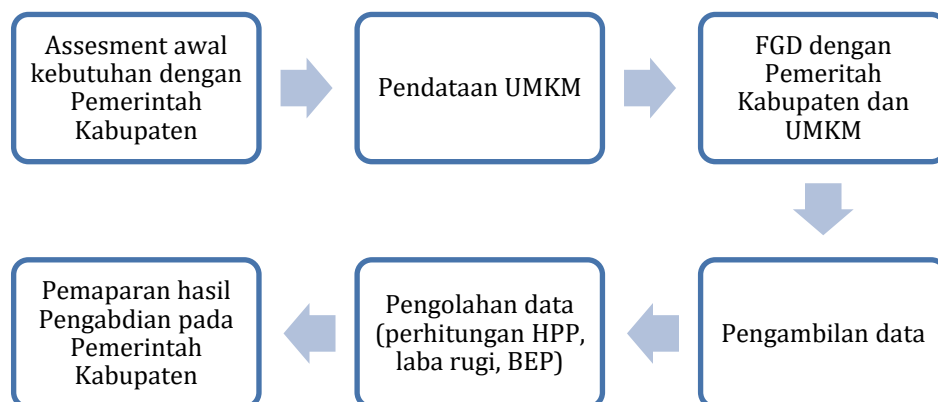 Assesment awal
kebutuhan dengan
Pemerintah
Kabupaten
Pendataan UMKM
FGD dengan
Pemeritah
Kabupaten dan
UMKM
Pengambilan data
Pengolahan data
(perhitungan HPP,
laba rugi, BEP)
Pemaparan hasil
Pengabdian pada
Pemerintah
Kabupaten